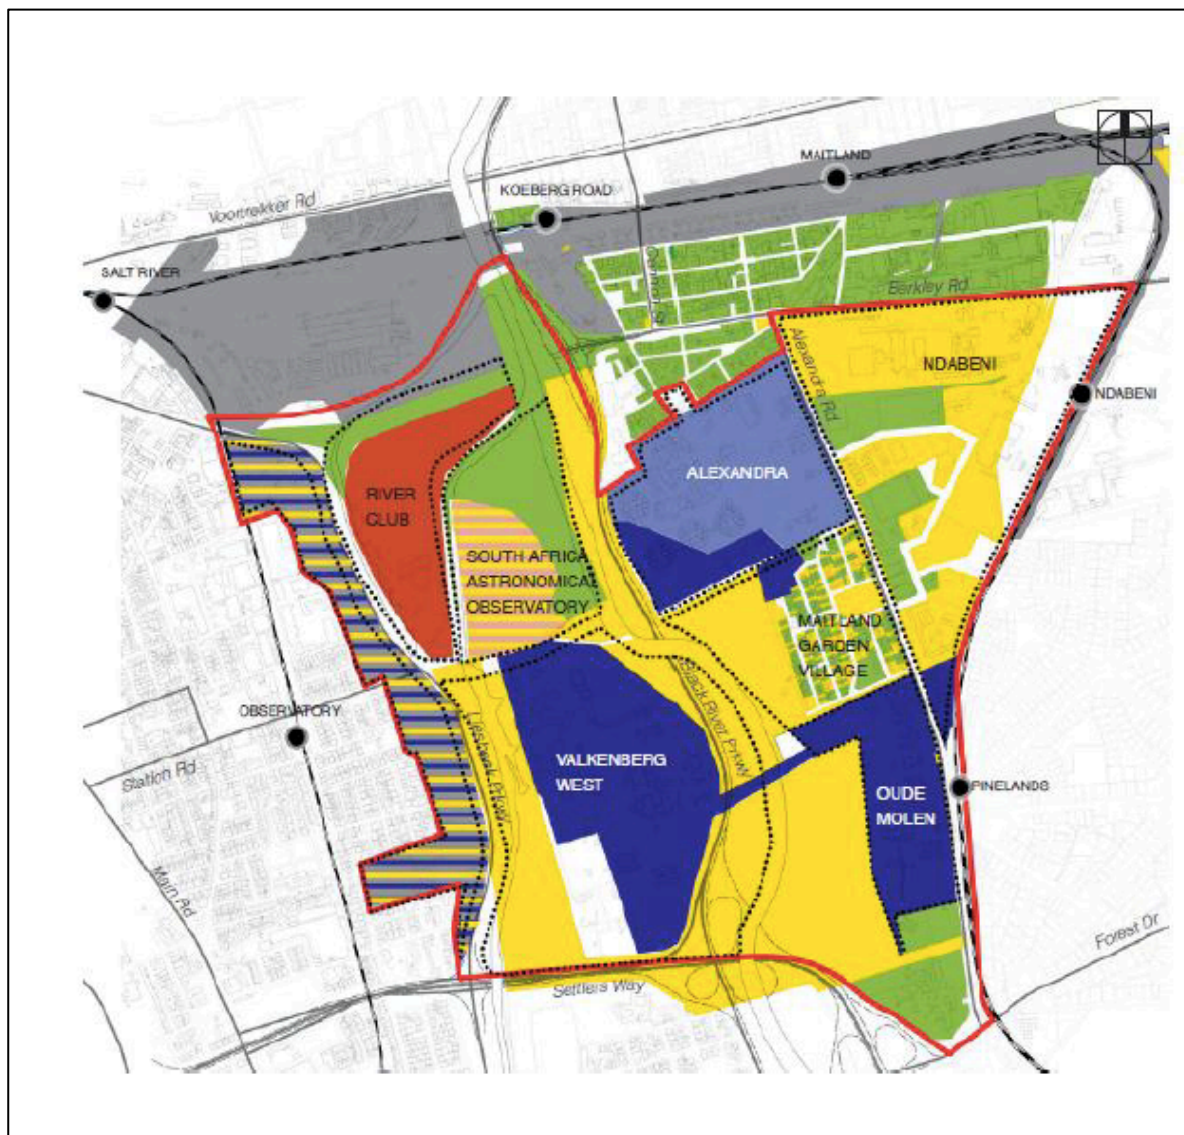 MAITLAND
KOEBERG ROAD
Voortrekker Rd
SALT RIVER
Berkley Rd
Alexandra Rd
NDABENI
NDABENI
ALEXANDRA
RIVER
CLUB
SOUTH AFRICA
ASTRONOMICAL
OBSERVATORY
MAITLAND
GARDEN
VILLAGE
OBSERVATORY
Station Rd
Liesbeek Pkwy
Black River Prkwy
VALKENBERG
WEST
OUDE
MOLEN
PINELANDS
Main Rd
Forest Dr
Settlers Way